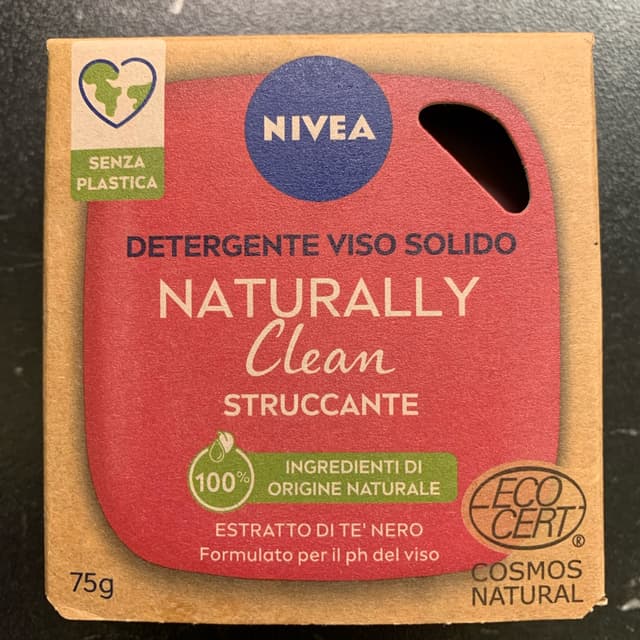 SENZA
PLASTICA
NIVEA
DETERGENTE VISO SOLIDO
NATURALLY
Clean
STRUCCANTE
100%
INGREDIENTI DI
ORIGINE NATURALE
ESTRATTO DI TE' NERO
Formulato per il ph del viso
75g
ECO
CERT
®
COSMOS
NATURAL